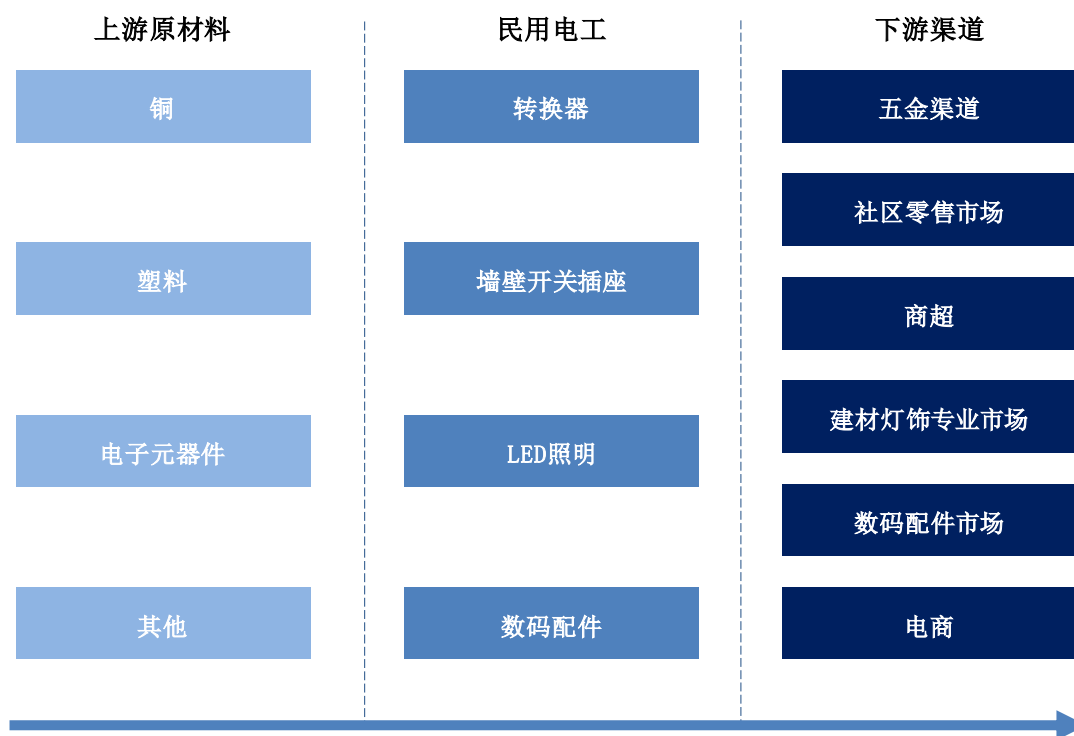 上游原材料
民用电工
下游渠道
铜
转换器
五金渠道
社区零售市场
塑料
墙壁开关插座
商超
建材灯饰专业市场
电子元器件
LED照明
数码配件市场
其他
数码配件
电商